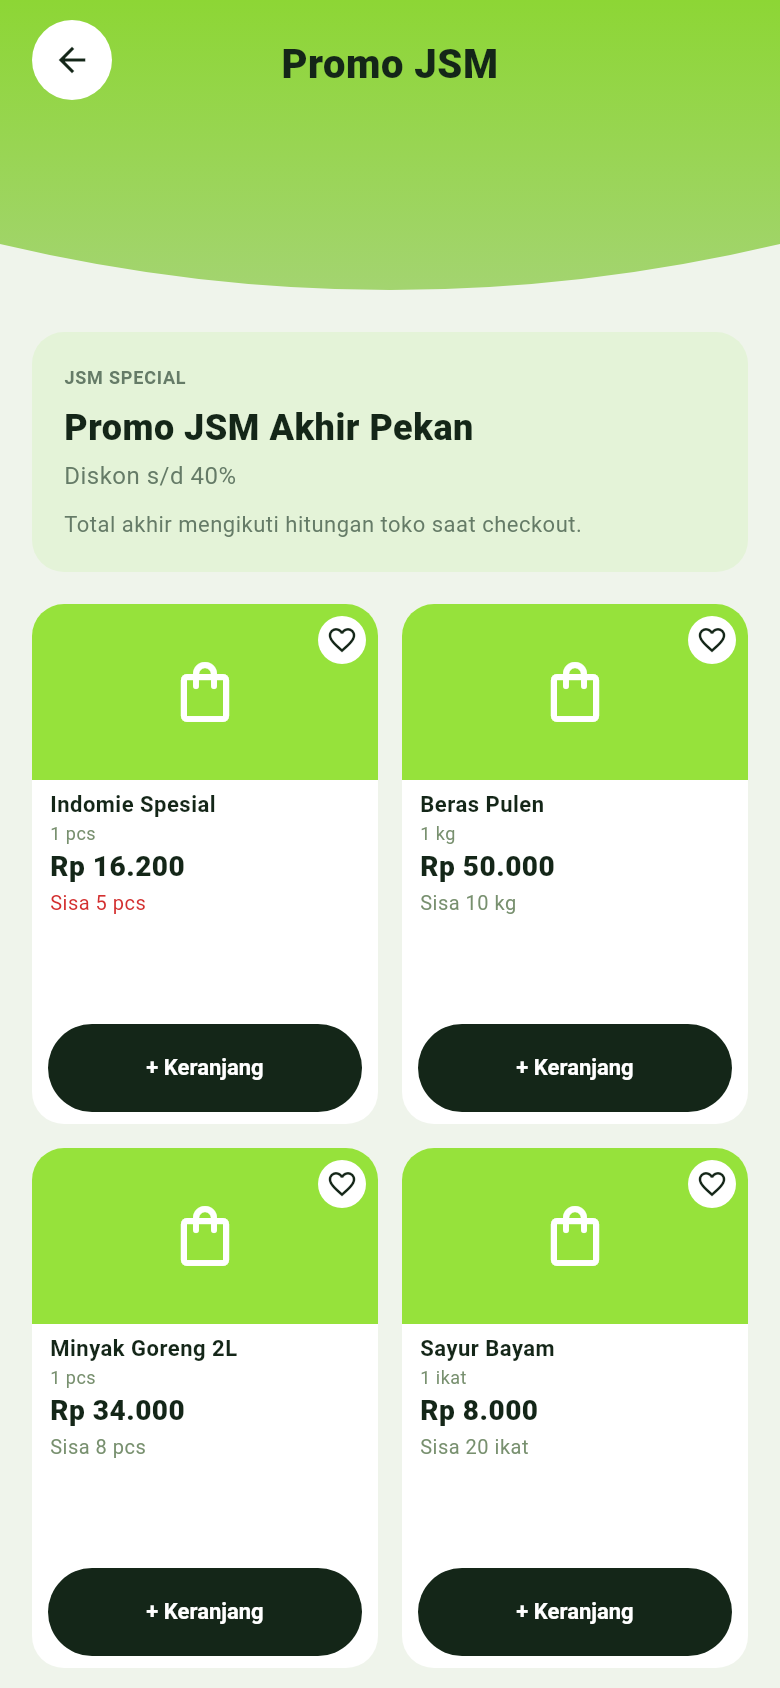 Promo JSM
JSM SPECIAL
Promo JSM Akhir Pekan
Diskon s/d 40%
Total akhir mengikuti hitungan toko saat checkout.
Indomie Spesial
1 pcs
Rp 16.200
Sisa 5 pcs
+ Keranjang
Beras Pulen
1 kg
Rp 50.000
Sisa 10 kg
+ Keranjang
Minyak Goreng 2L
1 pcs
Rp 34.000
Sisa 8 pcs
+ Keranjang
Sayur Bayam
1 ikat
Rp 8.000
Sisa 20 ikat
+ Keranjang